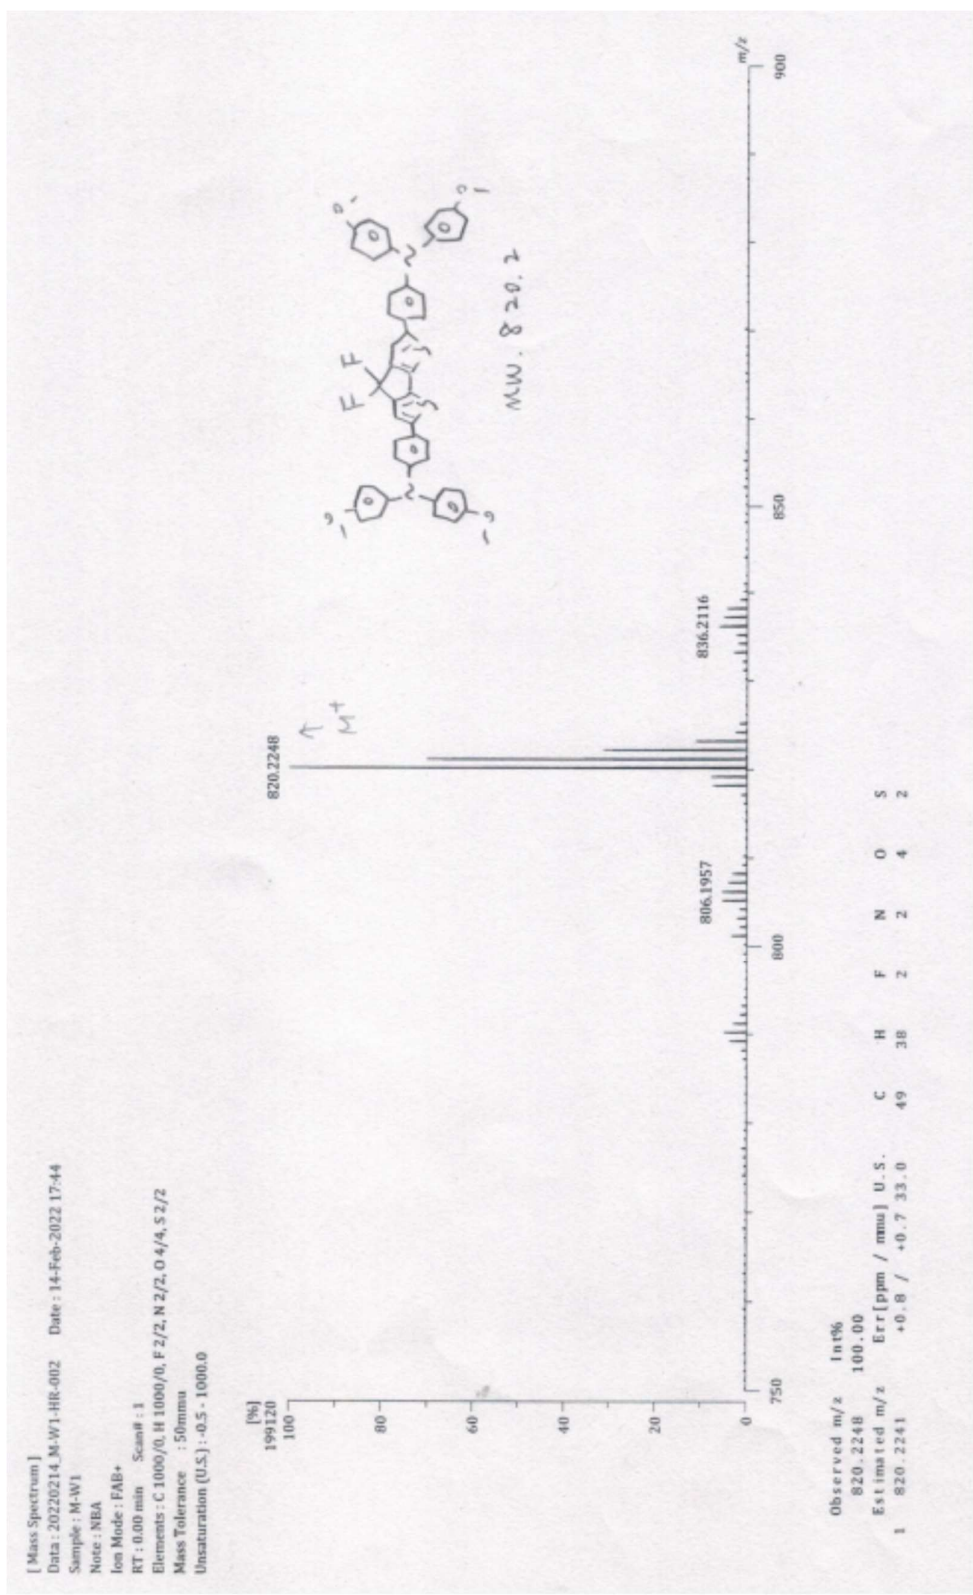 [ Mass Spectrum ]
Data : 20220214_M-W1-HR-002 Date : 14-Feb-2022 17:44
Sample : M-W1
Note : NBA
Ion Mode : FAB+
RT : 0.00 min Scan# : 1
Elements : C 1000/0, H 1000/0, F 2/2, N 2/2, O 4/4, S 2/2
Mass Tolerance : 50mmu
Unsaturation (U.S.) : -0.5 - 1000.0
[%]
199120
100
80
60
40
20
0
750
800
850
900
m/z
820.2248
↑
M+
806.1957
836.2116
F F
S S
N N
O O
O O
MW. 820.2
Observed m/z Int%
820.2248 100.00
Estimated m/z Err[ppm / mmu] U.S. C H F N O S
1 820.2241 +0.8 / +0.7 33.0 49 38 2 2 4 2